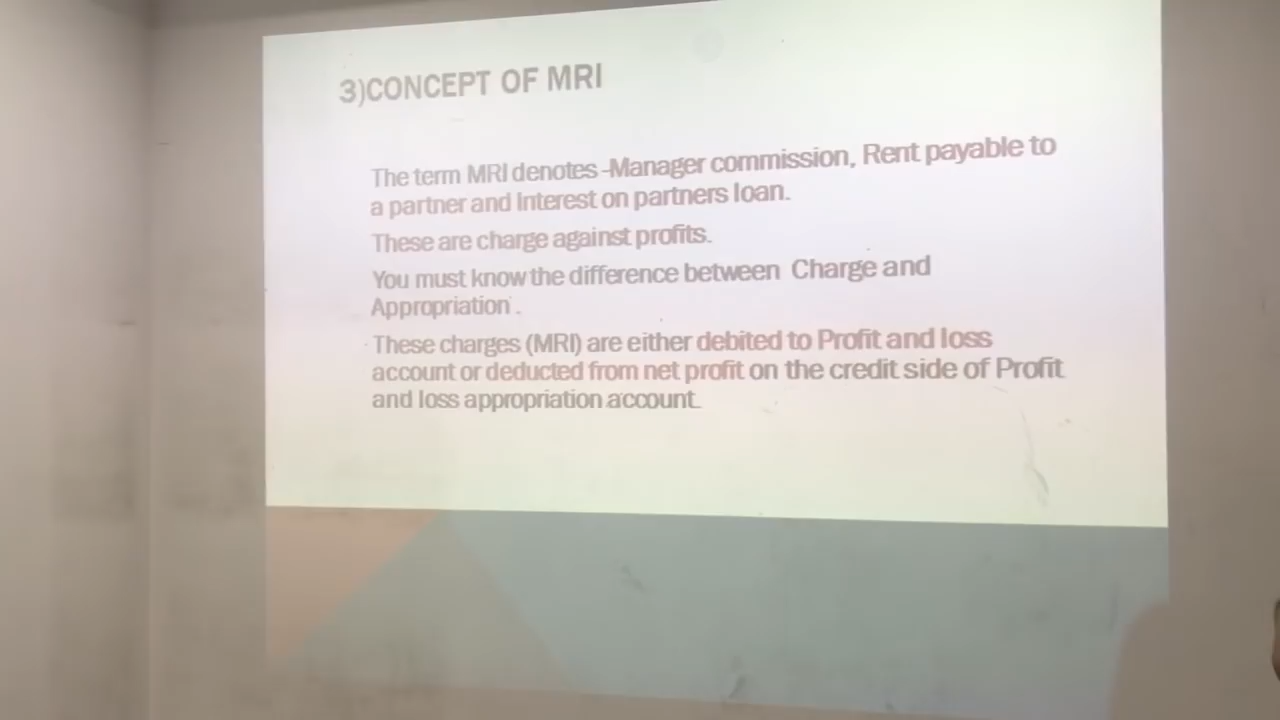 3)CONCEPT OF MRI
The term MRI denotes -Manager commission, Rent payable to
a partner and Interest on partners loan.
These are charge against profits.
You must know the difference between Charge and
Appropriation .
These charges (MRI) are either debited to Profit and loss
account or deducted from net profit on the credit side of Profit
and loss appropriation account.